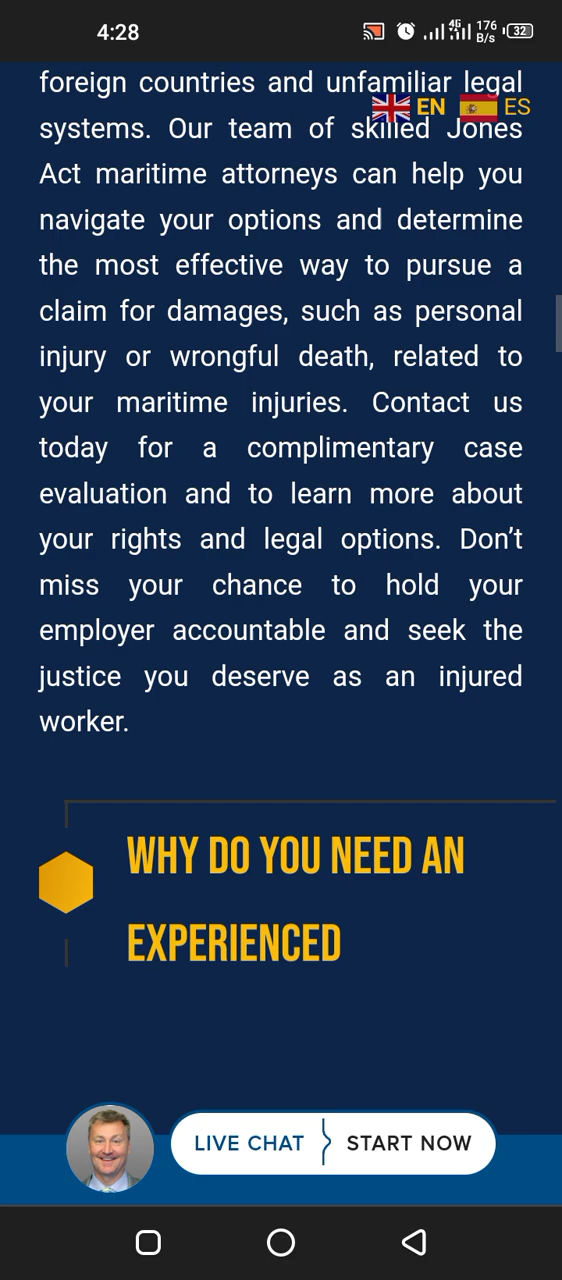 4:28
4G
176 B/s
32
foreign countries and unfamiliar legal
EN ES
systems. Our team of skilled Jones
Act maritime attorneys can help you
navigate your options and determine
the most effective way to pursue a
claim for damages, such as personal
injury or wrongful death, related to
your maritime injuries. Contact us
today for a complimentary case
evaluation and to learn more about
your rights and legal options. Don’t
miss your chance to hold your
employer accountable and seek the
justice you deserve as an injured
worker.
WHY DO YOU NEED AN
EXPERIENCED
LIVE CHAT START NOW